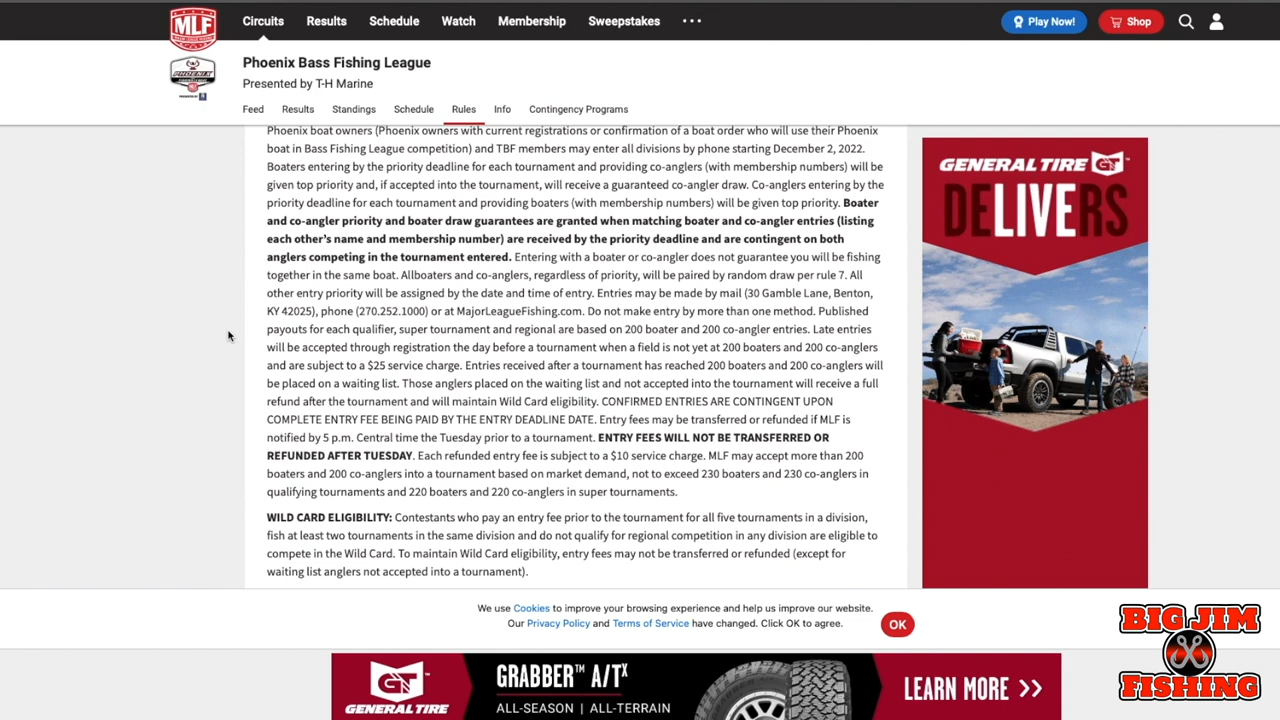 MLF
Circuits Results Schedule Watch Membership Sweepstakes ••• Play Now! Shop
PHOENIX
Phoenix Bass Fishing League
Presented by T-H Marine
Feed Results Standings Schedule Rules Info Contingency Programs
Phoenix boat owners (Phoenix owners with current registrations or confirmation of a boat order who will use their Phoenix
boat in Bass Fishing League competition) and TBF members may enter all divisions by phone starting December 2, 2022.
Boaters entering by the priority deadline for each tournament and providing co-anglers (with membership numbers) will be
given top priority and, if accepted into the tournament, will receive a guaranteed co-angler draw. Co-anglers entering by the
priority deadline for each tournament and providing boaters (with membership numbers) will be given top priority. Boater
and co-angler priority and boater draw guarantees are granted when matching boater and co-angler entries (listing
each other's name and membership number) are received by the priority deadline and are contingent on both
anglers competing in the tournament entered. Entering with a boater or co-angler does not guarantee you will be fishing
together in the same boat. Allboaters and co-anglers, regardless of priority, will be paired by random draw per rule 7. All
other entry priority will be assigned by the date and time of entry. Entries may be made by mail (30 Gamble Lane, Benton,
KY 42025), phone (270.252.1000) or at MajorLeagueFishing.com. Do not make entry by more than one method. Published
payouts for each qualifier, super tournament and regional are based on 200 boater and 200 co-angler entries. Late entries
will be accepted through registration the day before a tournament when a field is not yet at 200 boaters and 200 co-anglers
and are subject to a $25 service charge. Entries received after a tournament has reached 200 boaters and 200 co-anglers will
be placed on a waiting list. Those anglers placed on the waiting list and not accepted into the tournament will receive a full
refund after the tournament and will maintain Wild Card eligibility. CONFIRMED ENTRIES ARE CONTINGENT UPON
COMPLETE ENTRY FEE BEING PAID BY THE ENTRY DEADLINE DATE. Entry fees may be transferred or refunded if MLF is
notified by 5 p.m. Central time the Tuesday prior to a tournament. ENTRY FEES WILL NOT BE TRANSFERRED OR
REFUNDED AFTER TUESDAY. Each refunded entry fee is subject to a $10 service charge. MLF may accept more than 200
boaters and 200 co-anglers into a tournament based on market demand, not to exceed 230 boaters and 230 co-anglers in
qualifying tournaments and 220 boaters and 220 co-anglers in super tournaments.
WILD CARD ELIGIBILITY: Contestants who pay an entry fee prior to the tournament for all five tournaments in a division,
fish at least two tournaments in the same division and do not qualify for regional competition in any division are eligible to
compete in the Wild Card. To maintain Wild Card eligibility, entry fees may not be transferred or refunded (except for
waiting list anglers not accepted into a tournament).
GENERAL TIRE GT
DELIVERS
We use Cookies to improve your browsing experience and help us improve our website.
Our Privacy Policy and Terms of Service have changed. Click OK to agree.
OK
GT
GENERAL TIRE
GRABBER™ A/TX
ALL-SEASON | ALL-TERRAIN
LEARN MORE >>
BIG JIM
FISHING